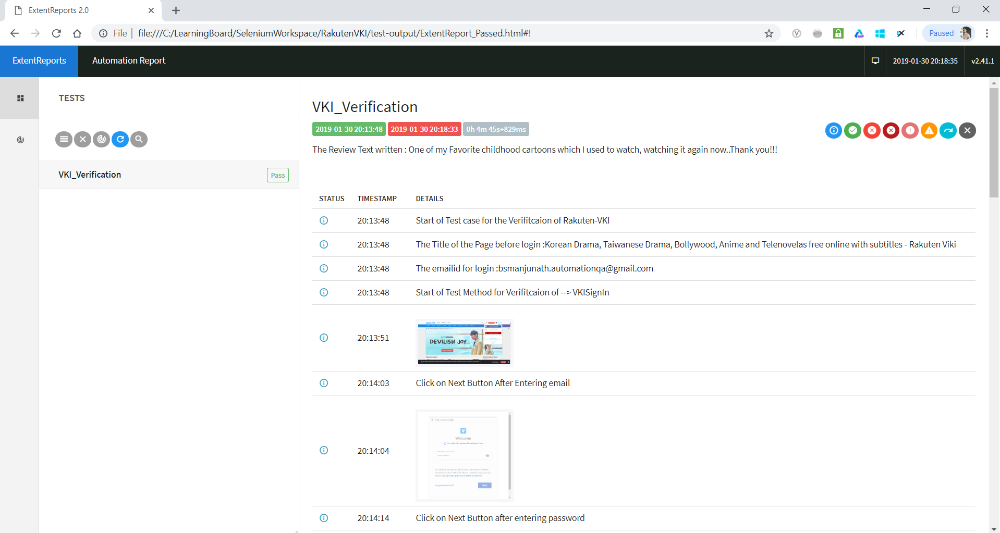 ExtentReports 2.0
File
file:///C:/LearningBoard/SeleniumWorkspace/RakutenVKI/test-output/ExtentReport_Passed.html#!
Paused
ExtentReports
Automation Report
2019-01-30 20:18:35
v2.41.1
TESTS
VKI_Verification
Pass
VKI_Verification
2019-01-30 20:13:48 2019-01-30 20:18:33 0h 4m 45s+829ms
The Review Text written : One of my Favorite childhood cartoons which I used to watch, watching it again now..Thank you!!!
STATUS TIMESTAMP DETAILS
20:13:48 Start of Test case for the Verifitcaion of Rakuten-VKI
20:13:48 The Title of the Page before login :Korean Drama, Taiwanese Drama, Bollywood, Anime and Telenovelas free online with subtitles - Rakuten Viki
20:13:48 The emailid for login :bsmanjunath.automationqa@gmail.com
20:13:48 Start of Test Method for Verifitcaion of --> VKISignIn
20:13:51
DEVILISH JOY
20:14:03 Click on Next Button After Entering email
20:14:04
Sign in with Google
Welcome
Forgot password?
Next
20:14:14 Click on Next Button after entering password